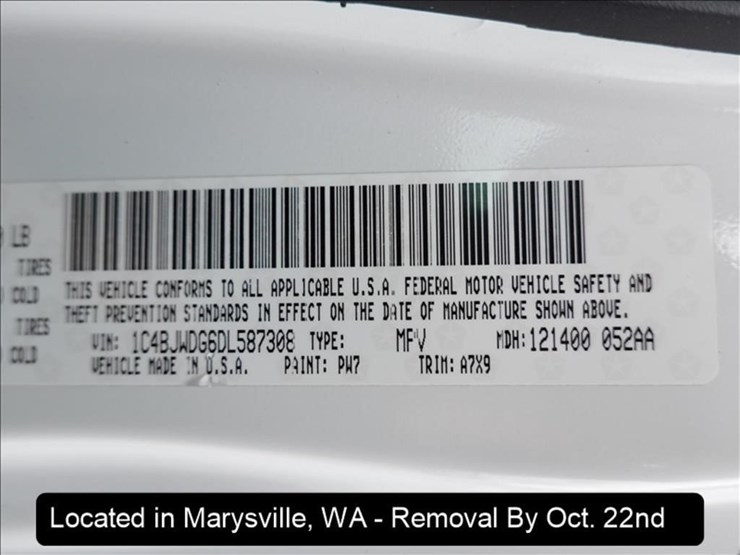 LB
TIRES
COLD
TIRES
COLD
THIS VEHICLE CONFORMS TO ALL APPLICABLE U.S.A. FEDERAL MOTOR VEHICLE SAFETY AND
THEFT PREVENTION STANDARDS IN EFFECT ON THE DATE OF MANUFACTURE SHOWN ABOVE.
VIN: 1C4BJWDG6DL587308 TYPE: MPV MDH: 121400 052AA
VEHICLE MADE IN U.S.A. PAINT: PW7 TRIM: A7X9
Located in Marysville, WA - Removal By Oct. 22nd